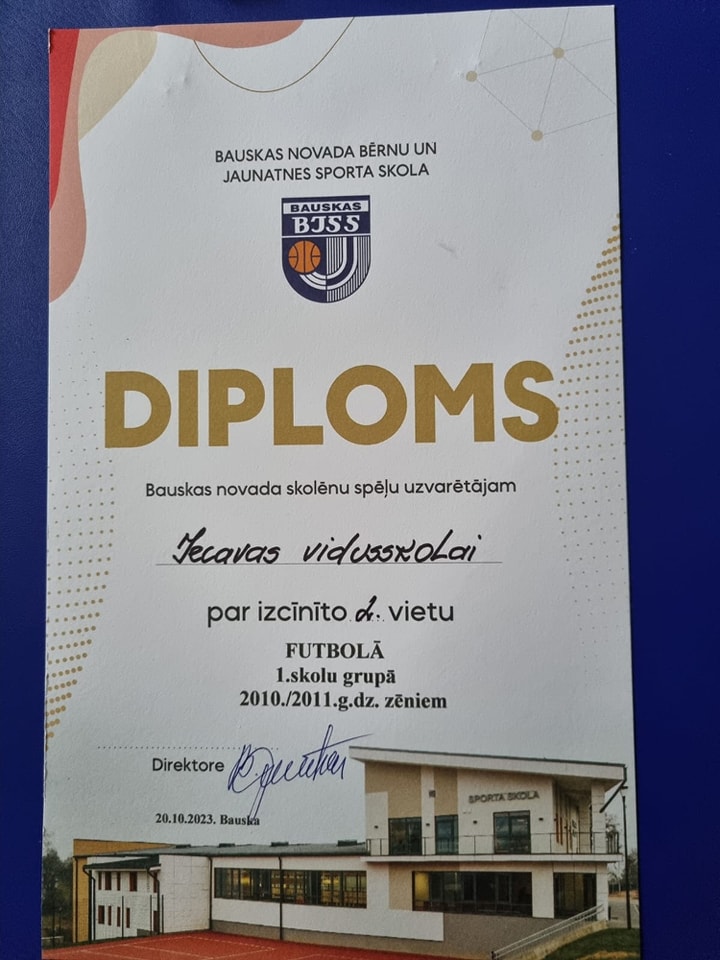 BAUSKAS NOVADA BĒRNU UN
JAUNATNES SPORTA SKOLA
BAUSKAS
BJSS
DIPLOMS
Bauskas novada skolēnu spēļu uzvarētājam
Iecavas vidusskolai
par izcīnīto 2. vietu
FUTBOLĀ
1.skolu grupā
2010./2011.g.dz. zēniem
Direktore
20.10.2023. Bauska
SPORTA SKOLA